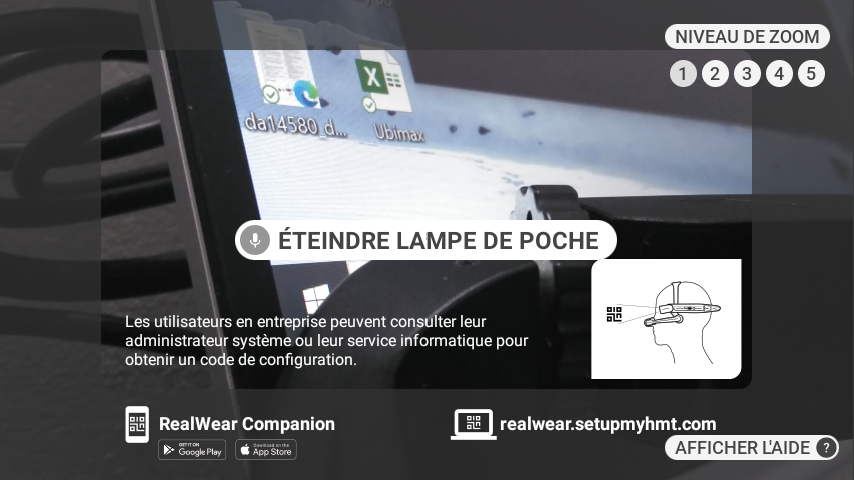 NIVEAU DE ZOOM
1 2 3 4 5
da14580_d...
Ubimax
ÉTEINDRE LAMPE DE POCHE
Les utilisateurs en entreprise peuvent consulter leur
administrateur système ou leur service informatique pour
obtenir un code de configuration.
RealWear Companion
GET IT ON
Google Play
Download on the
App Store
realwear.setupmyhmt.com
AFFICHER L'AIDE ?